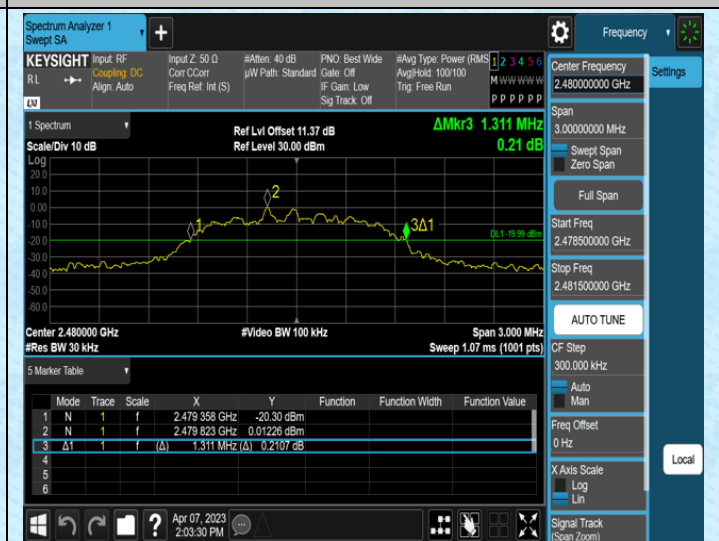 Spectrum Analyzer 1
Swept SA
Frequency
KEYSIGHT
RL
LXI
Input: RF
Coupling: DC
Align: Auto
Input Z: 50 Ω
Corr CCorr
Freq Ref: Int (S)
#Atten: 40 dB
µW Path: Standard
PNO: Best Wide
Gate: Off
IF Gain: Low
Sig Track: Off
#Avg Type: Power (RMS
Avg|Hold: 100/100
Trig: Free Run
1 2 3 4 5 6
M W W W W W
P P P P P P
1 Spectrum
Scale/Div 10 dB
Ref Lvl Offset 11.37 dB
Ref Level 30.00 dBm
ΔMkr3 1.311 MHz
0.21 dB
Log
20.0
10.0
0.00
-10.0
-20.0
-30.0
-40.0
-50.0
-60.0
1
2
3Δ1
DL1 -19.99 dBm
Center 2.480000 GHz
#Res BW 30 kHz
#Video BW 100 kHz
Span 3.000 MHz
Sweep 1.07 ms (1001 pts)
5 Marker Table
Mode Trace Scale X Y Function Function Width Function Value
1 N 1 f 2.479 358 GHz -20.30 dBm
2 N 1 f 2.479 823 GHz 0.01226 dBm
3 Δ1 1 f (Δ) 1.311 MHz (Δ) 0.2107 dB
4
5
6
Apr 07, 2023
2:03:30 PM
Center Frequency
2.480000000 GHz
Settings
Span
3.00000000 MHz
Swept Span
Zero Span
Full Span
Start Freq
2.478500000 GHz
Stop Freq
2.481500000 GHz
AUTO TUNE
CF Step
300.000 kHz
Auto
Man
Freq Offset
0 Hz
X Axis Scale
Log
Lin
Local
Signal Track
(Span Zoom)